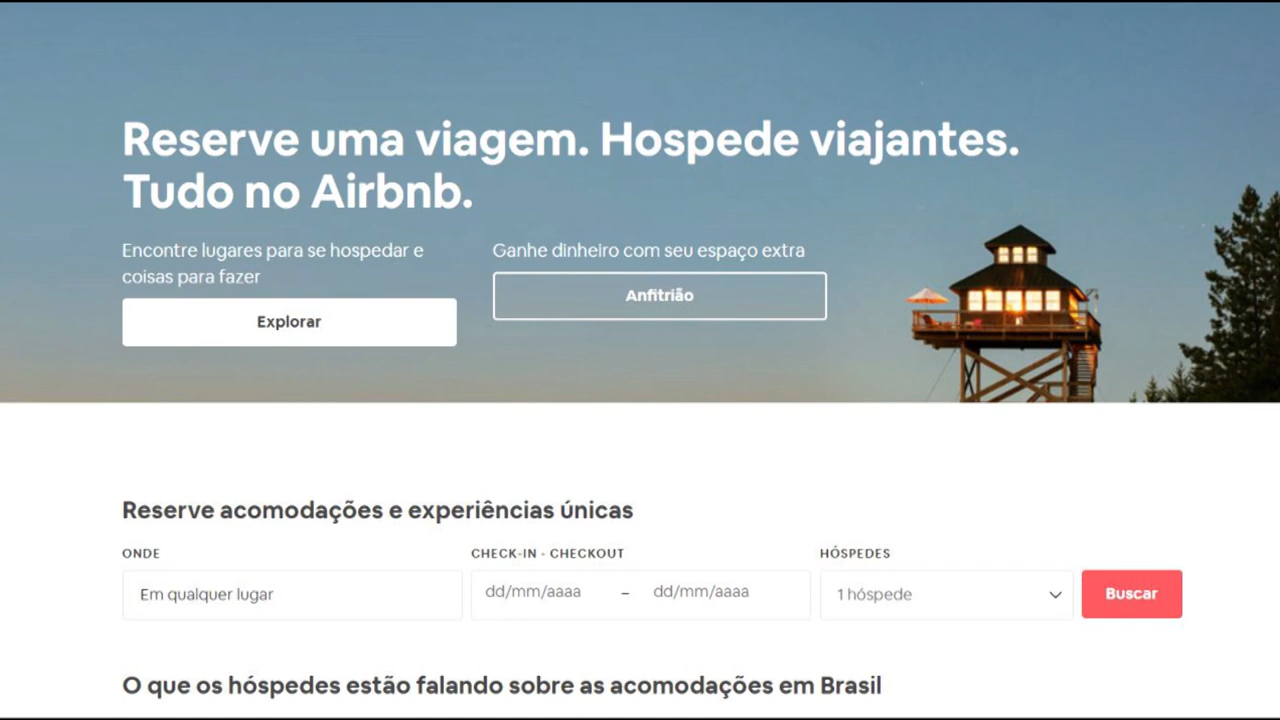 Reserve uma viagem. Hospede viajantes.
Tudo no Airbnb.
Encontre lugares para se hospedar e
coisas para fazer
Explorar
Ganhe dinheiro com seu espaço extra
Anfitrião
Reserve acomodações e experiências únicas
ONDE
Em qualquer lugar
CHECK-IN - CHECKOUT
dd/mm/aaaa – dd/mm/aaaa
HÓSPEDES
1 hóspede
Buscar
O que os hóspedes estão falando sobre as acomodações em Brasil